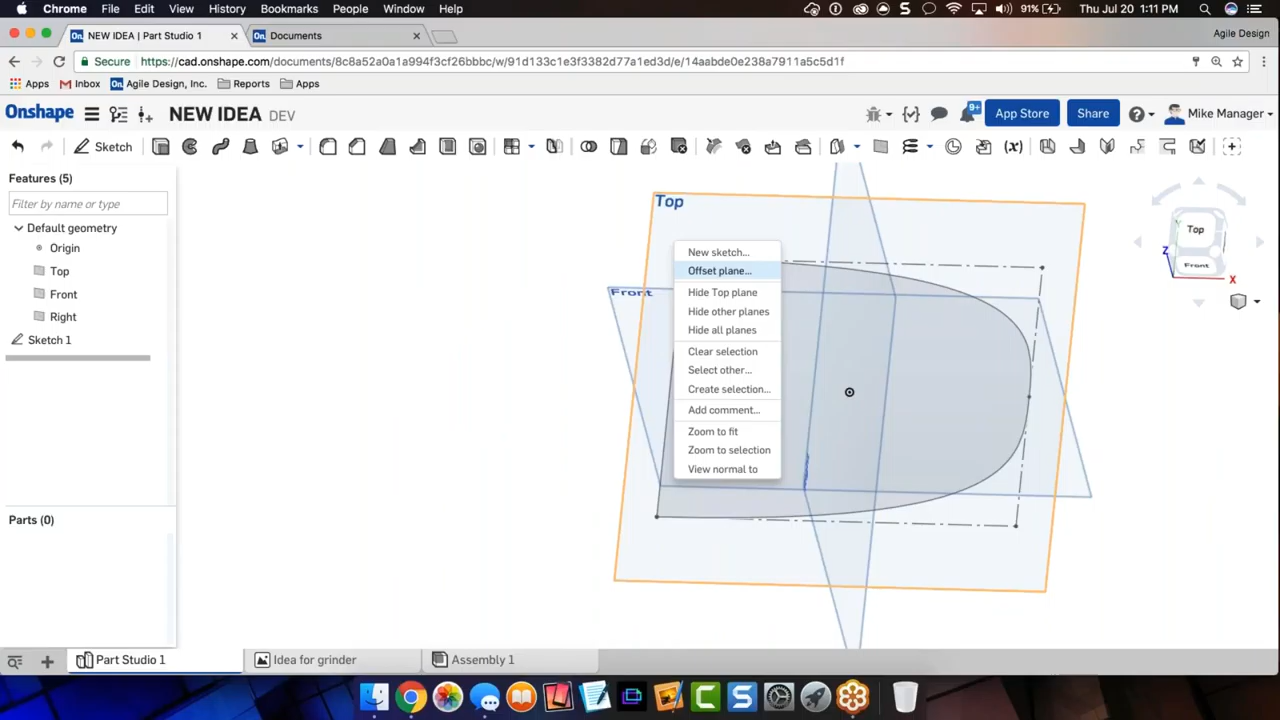 Chrome File Edit View History Bookmarks People Window Help 91% Thu Jul 20 1:11 PM
NEW IDEA | Part Studio 1 Documents Agile Design
Secure https://cad.onshape.com/documents/8c8a52a0a1a994f3cf26bbbc/w/91d133c1e3f3382d77a1ed3d/e/14aabde0e238a7911a5c5d1f
Apps Inbox Agile Design, Inc. Reports Apps
Onshape NEW IDEA DEV 9+ App Store Share Mike Manager
Sketch (x)
Features (5)
Filter by name or type
Default geometry
Origin
Top
Front
Right
Sketch 1
Parts (0)
Top
Front
New sketch...
Offset plane...
Hide Top plane
Hide other planes
Hide all planes
Clear selection
Select other...
Create selection...
Add comment...
Zoom to fit
Zoom to selection
View normal to
Top
Front
Z
X
Part Studio 1 Idea for grinder Assembly 1